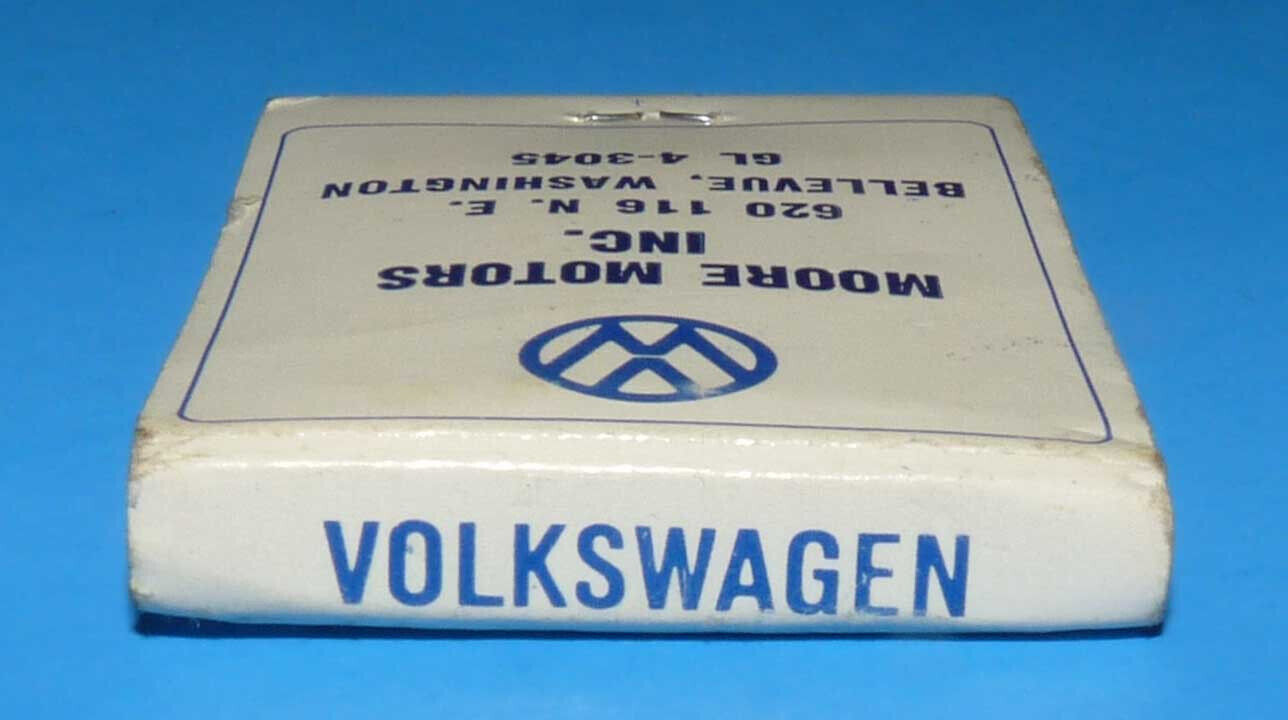 MOORE MOTORS
INC.
620 116 N. E.
BELLEVUE, WASHINGTON
GL 4-3045
VOLKSWAGEN